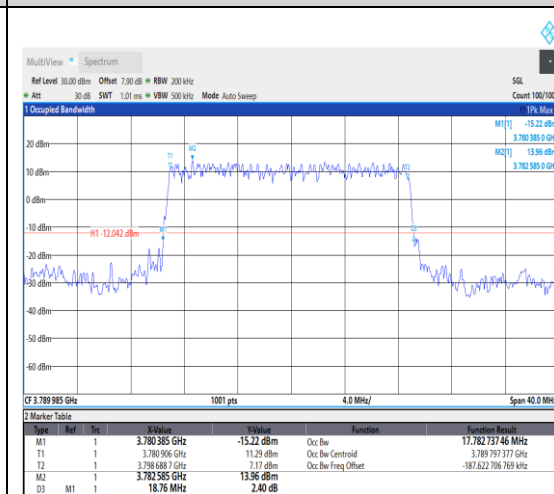 MultiView Spectrum
Ref Level 30.00 dBm Offset 7.90 dB RBW 200 kHz SGL
Att 30 dB SWT 1.01 ms VBW 500 kHz Mode Auto Sweep Count 100/100
1 Occupied Bandwidth 1Pk Max
M1[1] -15.22 dBm
3.780 385 0 GH
M2[1] 13.96 dBm
3.782 585 0 GH
M2
T1
T2
20 dBm
10 dBm
0 dBm
-10 dBm
H1 -12.042 dBm
M1
D3
-20 dBm
-30 dBm
-40 dBm
-50 dBm
-60 dBm
CF 3.789 985 GHz 1001 pts 4.0 MHz/ Span 40.0 MHz
2 Marker Table
Type Ref Trc X-Value Y-Value Function Function Result
M1 1 3.780 385 GHz -15.22 dBm Occ Bw 17.782 737 46 MHz
T1 1 3.780 906 GHz 11.29 dBm Occ Bw Centroid 3.789 797 377 GHz
T2 1 3.798 688 7 GHz 7.17 dBm Occ Bw Freq Offset -187.622 706 769 kHz
M2 1 3.782 585 GHz 13.96 dBm
D3 M1 1 18.76 MHz 2.40 dB